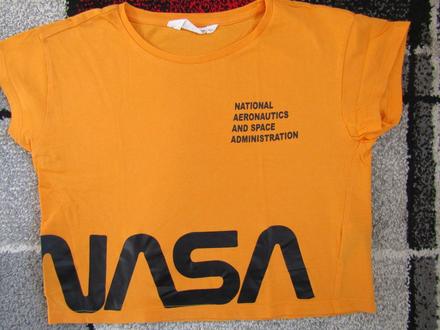 NATIONAL
AERONAUTICS
AND SPACE
ADMINISTRATION
NASA